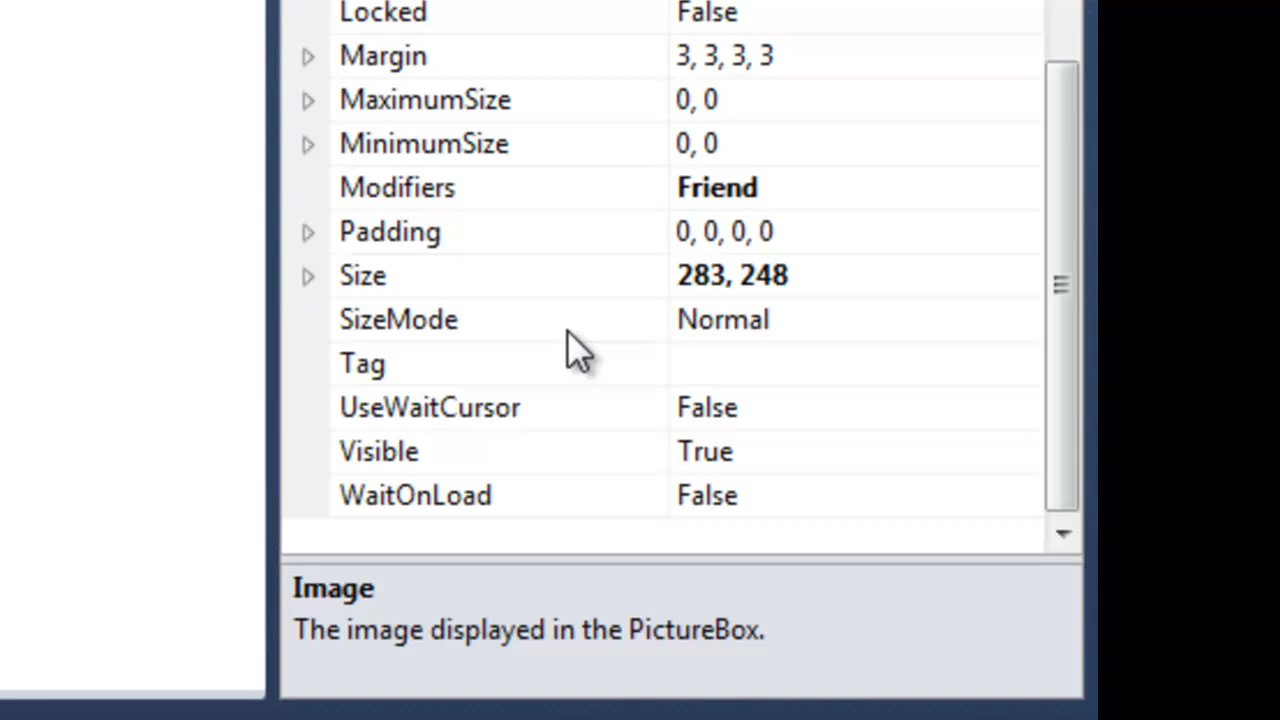 Locked False
Margin 3, 3, 3, 3
MaximumSize 0, 0
MinimumSize 0, 0
Modifiers Friend
Padding 0, 0, 0, 0
Size 283, 248
SizeMode Normal
Tag
UseWaitCursor False
Visible True
WaitOnLoad False
Image
The image displayed in the PictureBox.